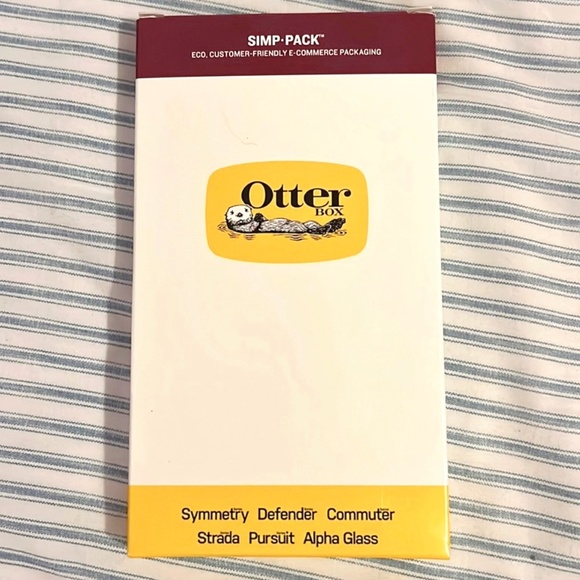 SIMP·PACK™
ECO, CUSTOMER-FRIENDLY E-COMMERCE PACKAGING
Otter
BOX
Symmetry Defender Commuter
Strada Pursuit Alpha Glass